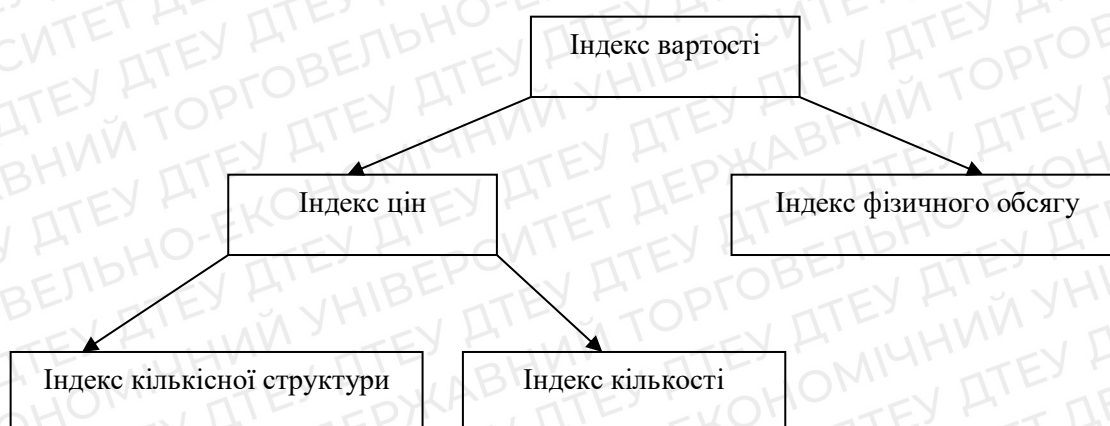 Індекс вартості
Індекс цін
Індекс фізичного обсягу
Індекс кількісної структури
Індекс кількості